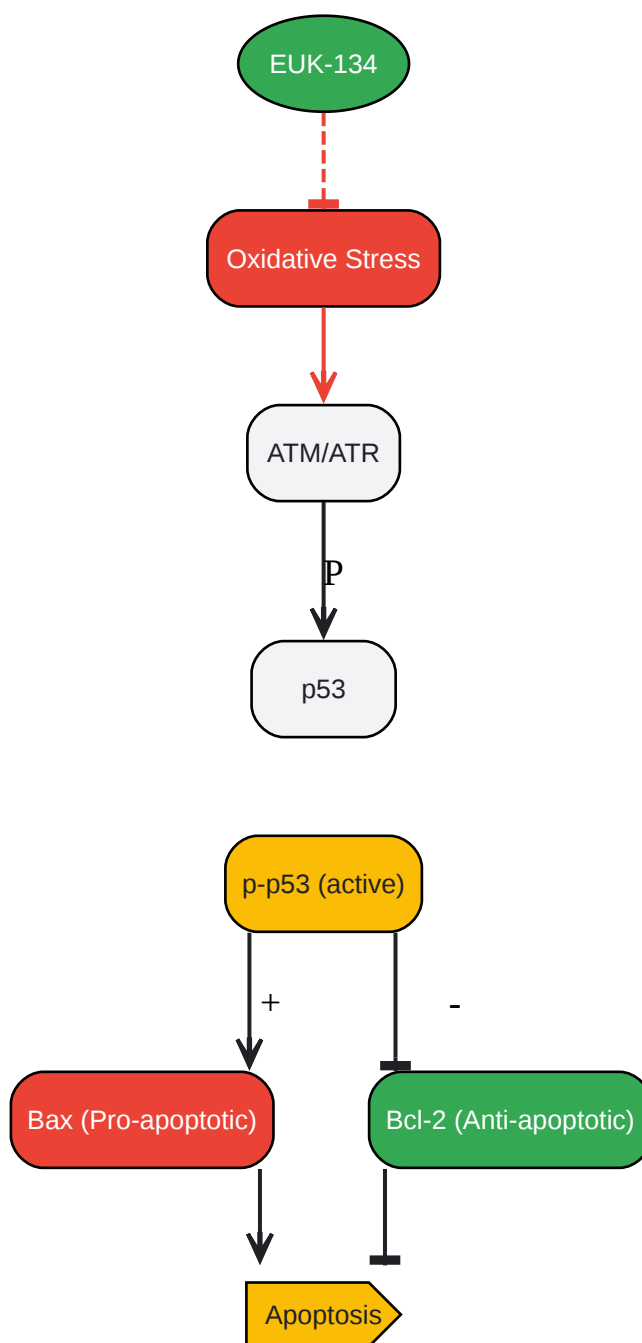 EUK-134
Oxidative Stress
ATM/ATR
P
p53
p-p53 (active)
+
-
Bax (Pro-apoptotic)
Bcl-2 (Anti-apoptotic)
Apoptosis